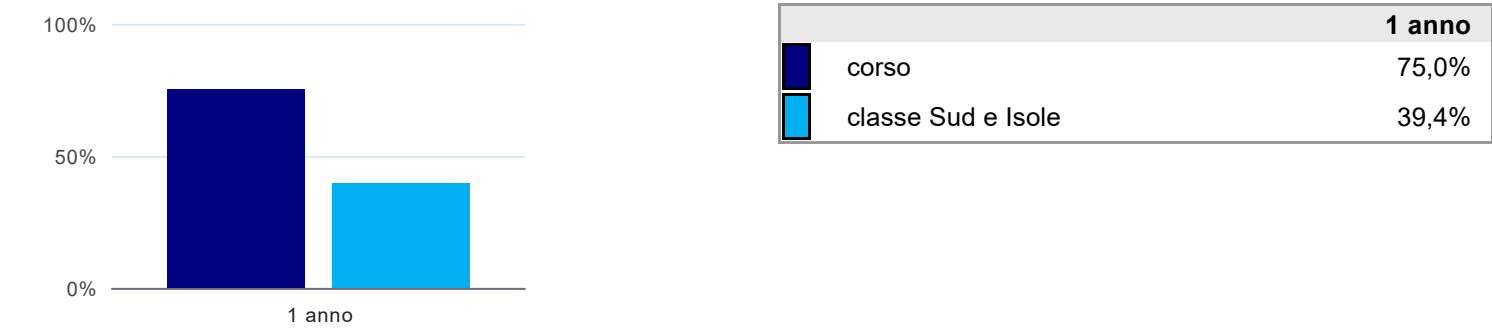 100%
50%
0%
1 anno
1 anno
corso 75,0%
classe Sud e Isole 39,4%